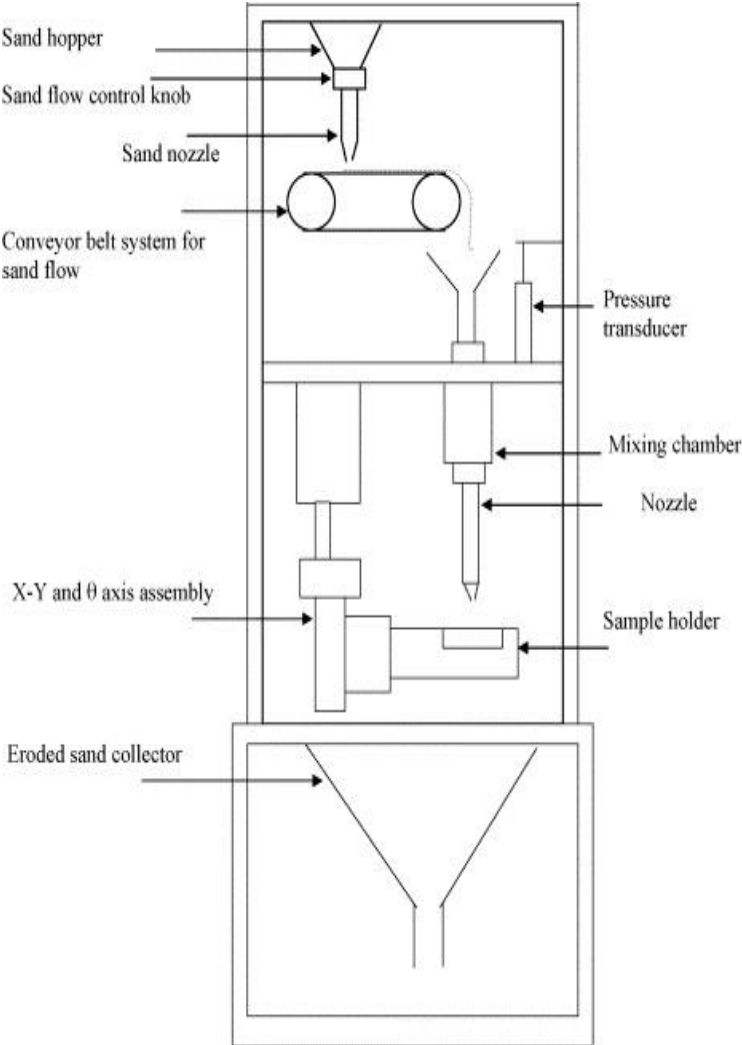 Sand hopper
Sand flow control knob
Sand nozzle
Conveyor belt system for
sand flow
Pressure
transducer
Mixing chamber
Nozzle
X-Y and θ axis assembly
Sample holder
Eroded sand collector